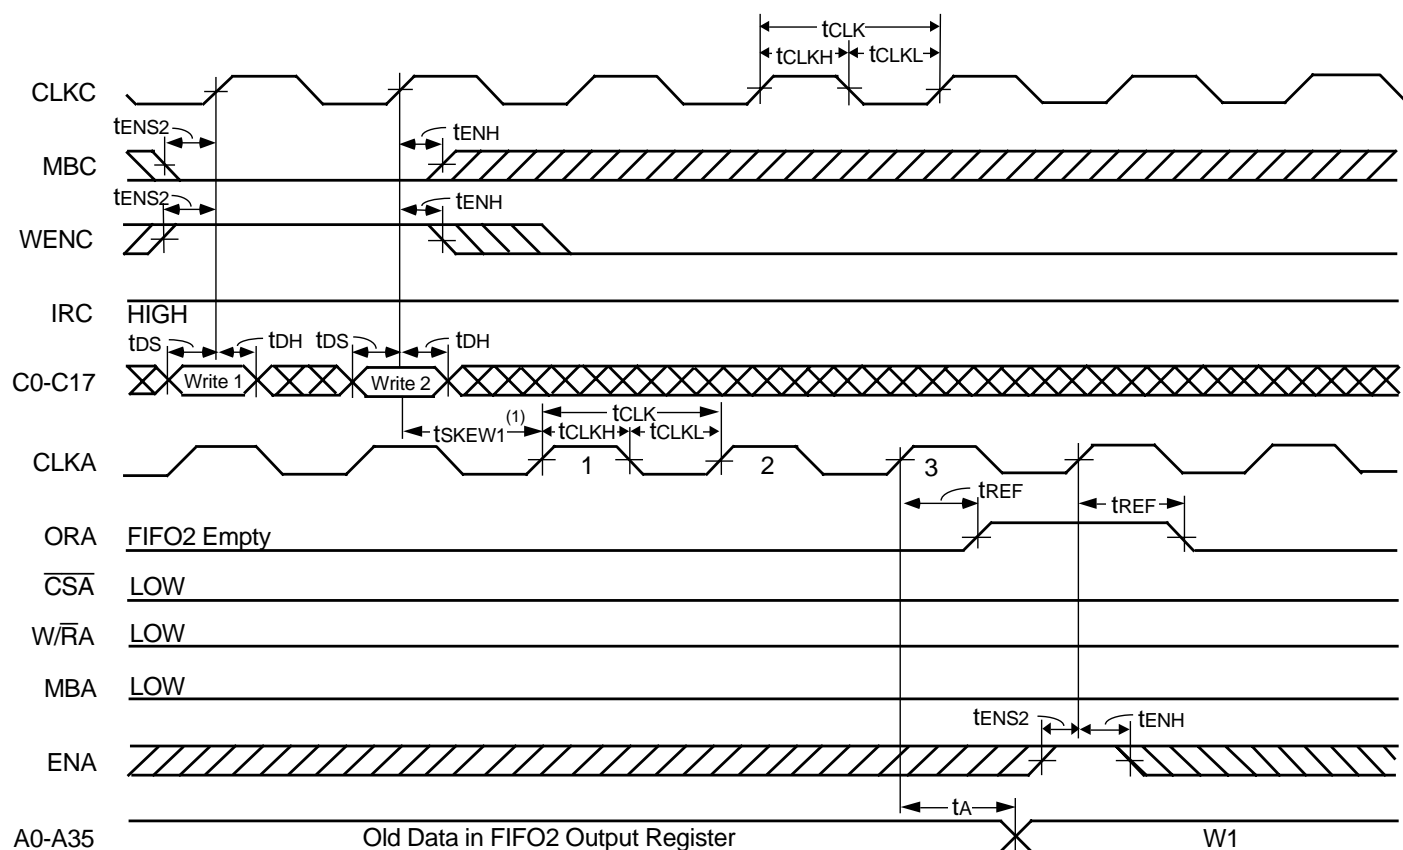 tCLK
tCLKH tCLKL
CLKC
tENS2 tENH
MBC
tENS2 tENH
WENC
IRC HIGH
tDS tDH tDS tDH
C0-C17 Write 1 Write 2
tSKEW1 (1) tCLK
tCLKH tCLKL
CLKA 1 2 3
tREF tREF
ORA FIFO2 Empty
CSA LOW
W/RA LOW
MBA LOW
tENS2 tENH
ENA
tA
A0-A35 Old Data in FIFO2 Output Register W1